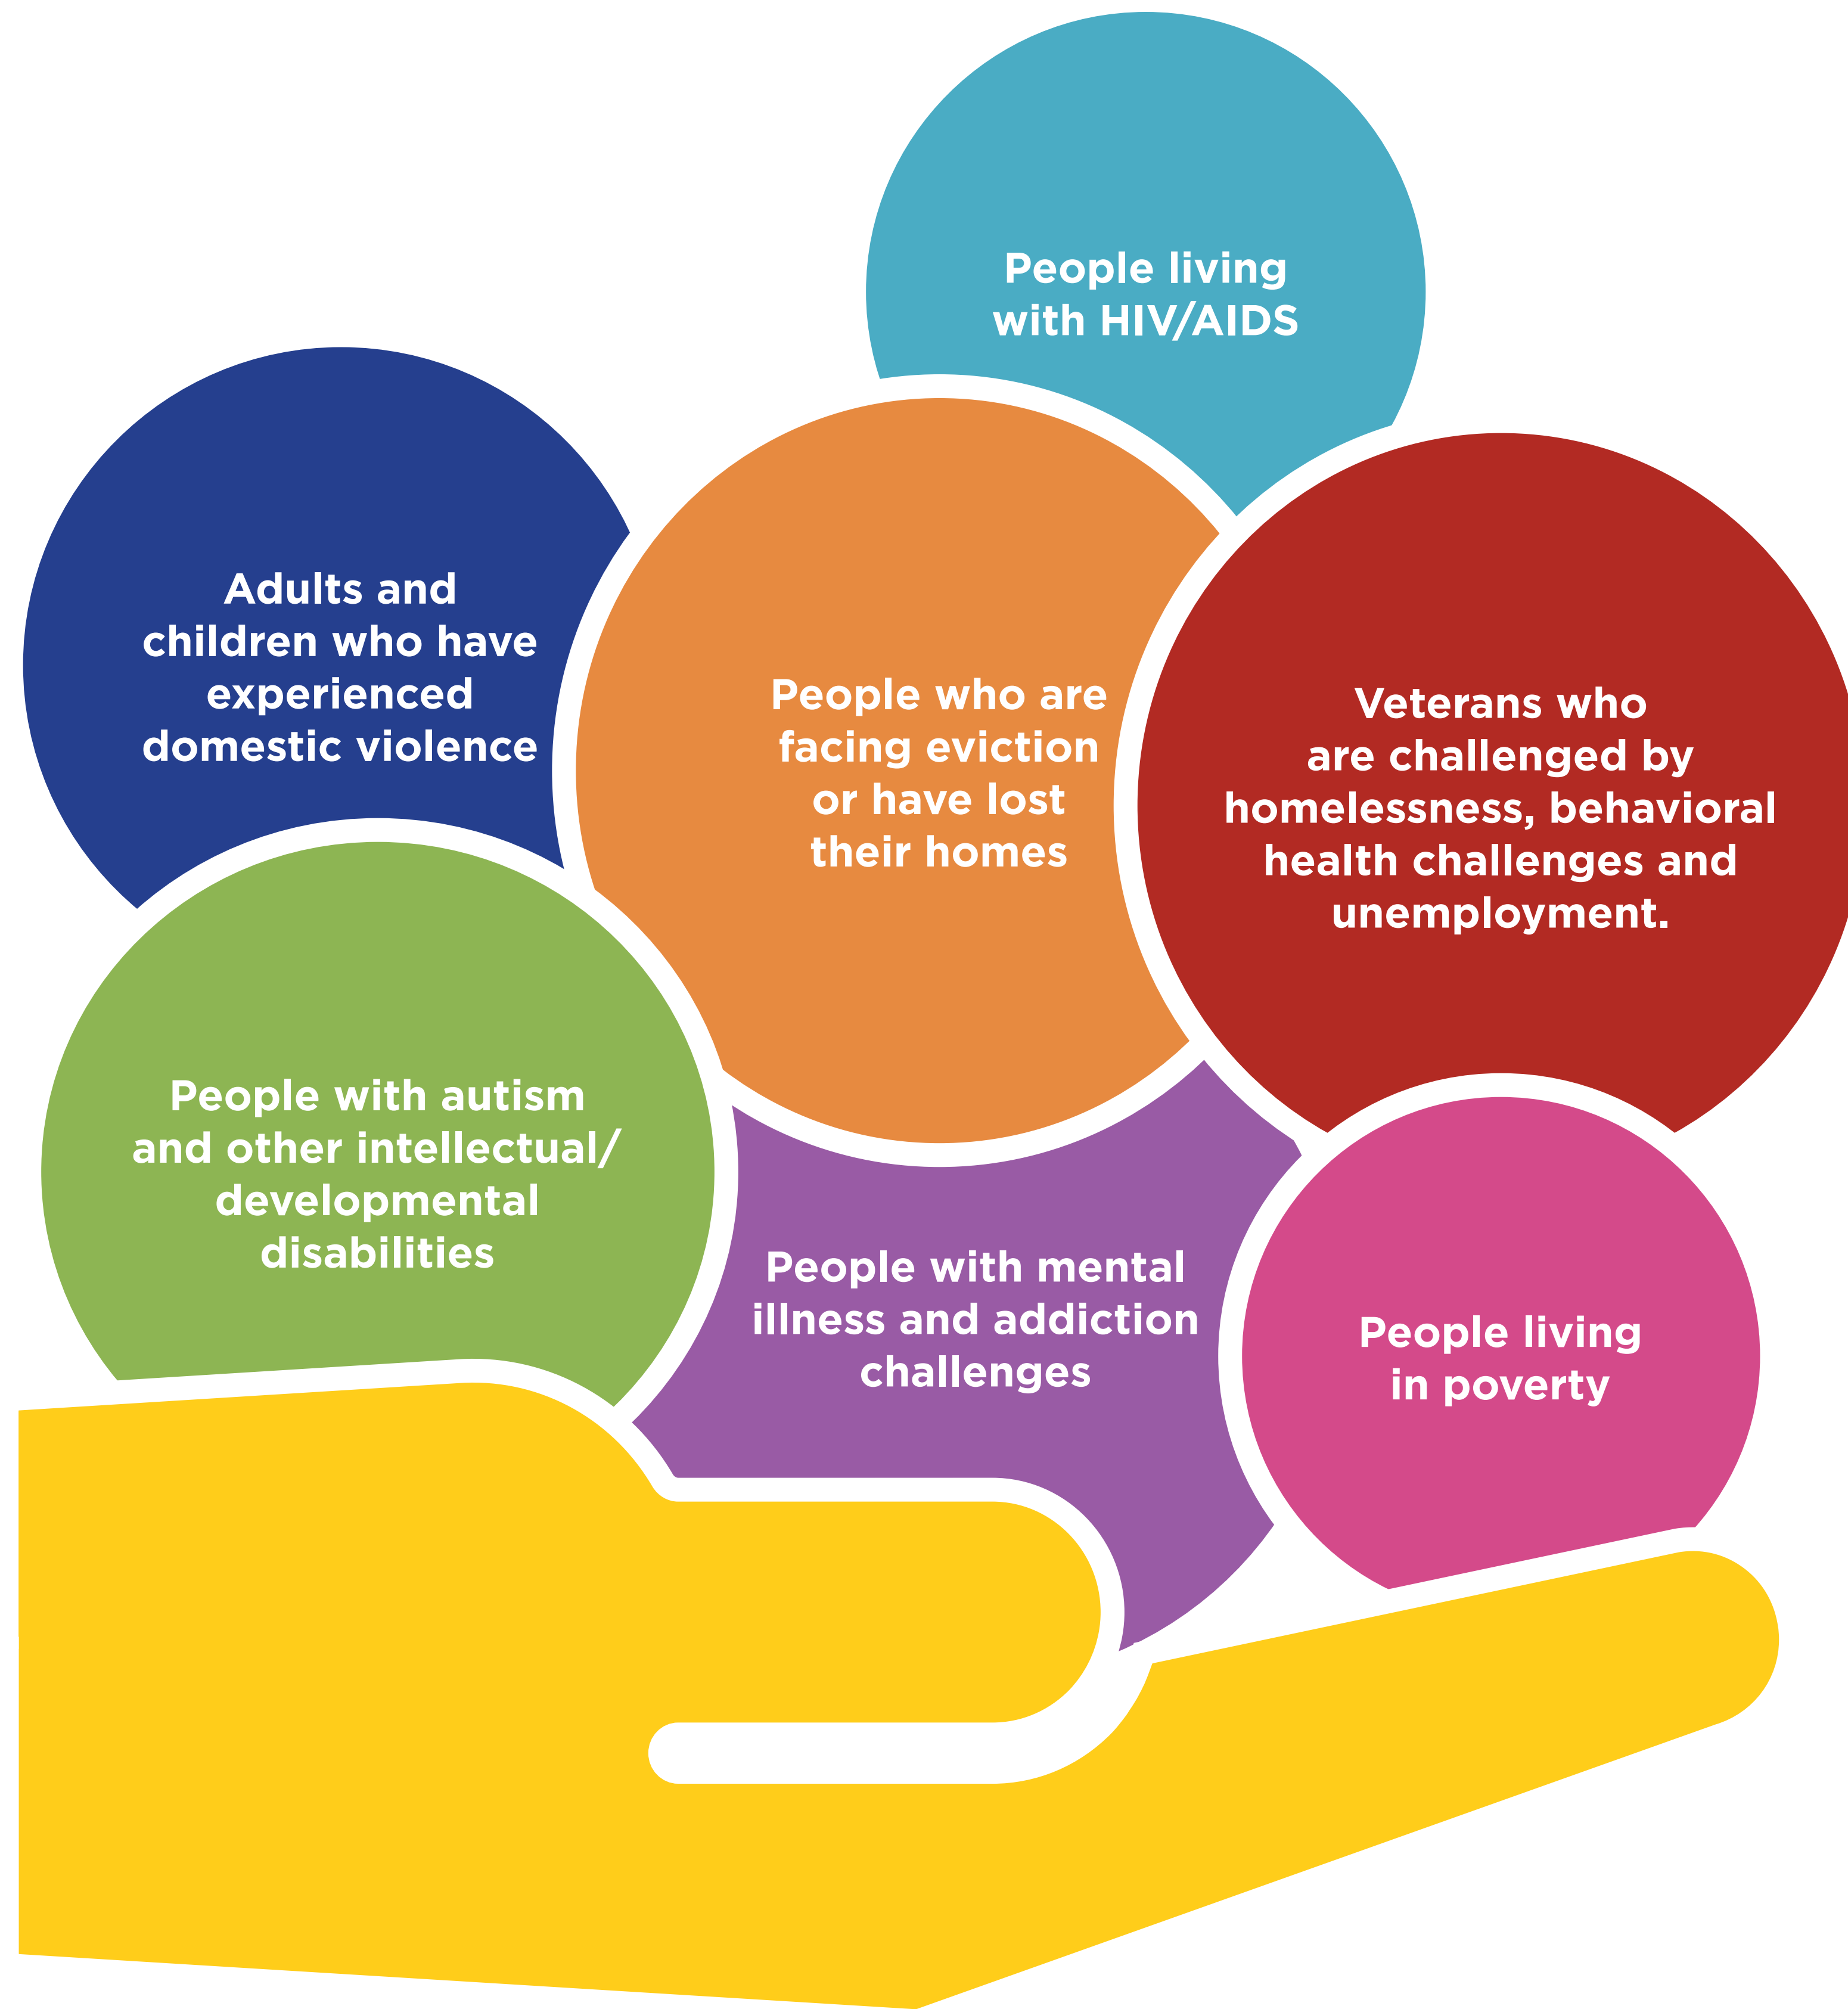 People living
with HIV/AIDS
Adults and
children who have
experienced
domestic violence
People who are
facing eviction
or have lost
their homes
Veterans who
are challenged by
homelessness, behavioral
health challenges and
unemployment.
People with autism
and other intellectual/
developmental
disabilities
People with mental
illness and addiction
challenges
People living
in poverty